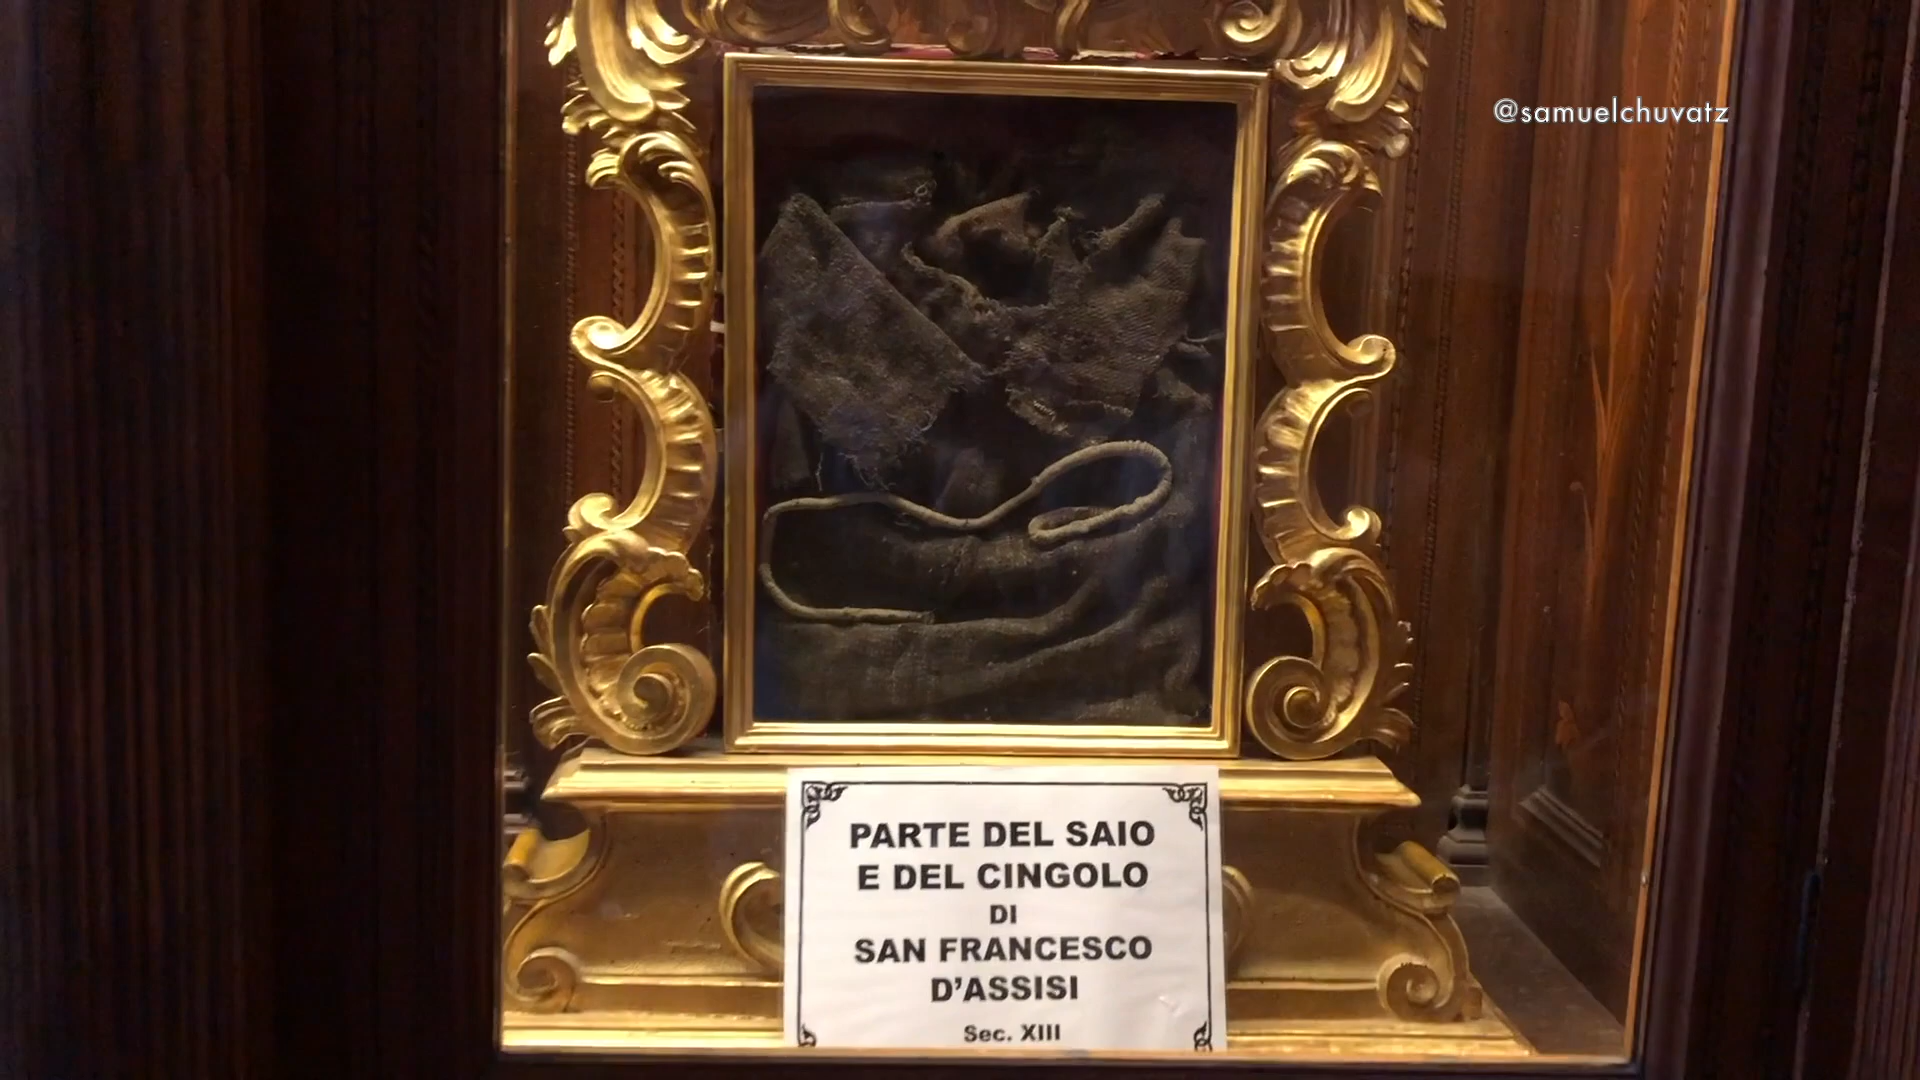 @samuelchuvatz
PARTE DEL SAIO
E DEL CINGOLO
DI
SAN FRANCESCO
D'ASSISI
Sec. XIII